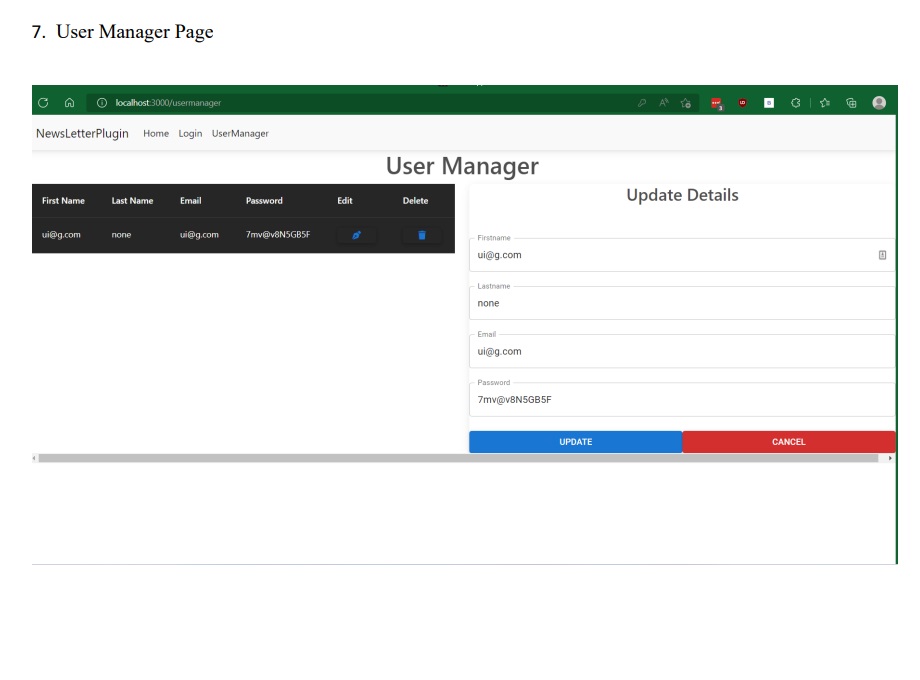 7. User Manager Page
localhost:3000/usermanager
NewsLetterPlugin Home Login UserManager
User Manager
First Name Last Name Email Password Edit Delete
ui@g.com none ui@g.com 7mv@v8N5GB5F
Update Details
Firstname
ui@g.com
Lastname
none
Email
ui@g.com
Password
7mv@v8N5GB5F
UPDATE CANCEL